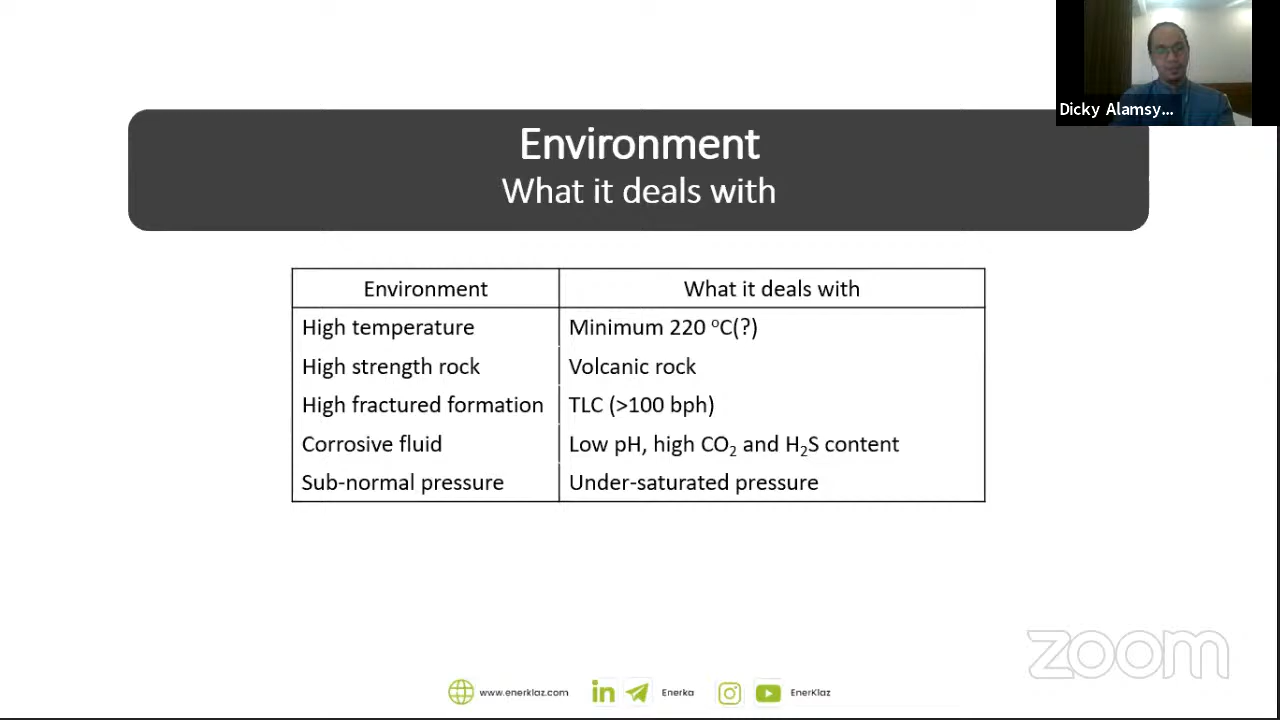 Dicky Alamsy...
Environment
What it deals with
Environment What it deals with
High temperature Minimum 220 °C(?)
High strength rock Volcanic rock
High fractured formation TLC (>100 bph)
Corrosive fluid Low pH, high CO₂ and H₂S content
Sub-normal pressure Under-saturated pressure
zoom
www.enerklaz.com Enerka EnerKlaz